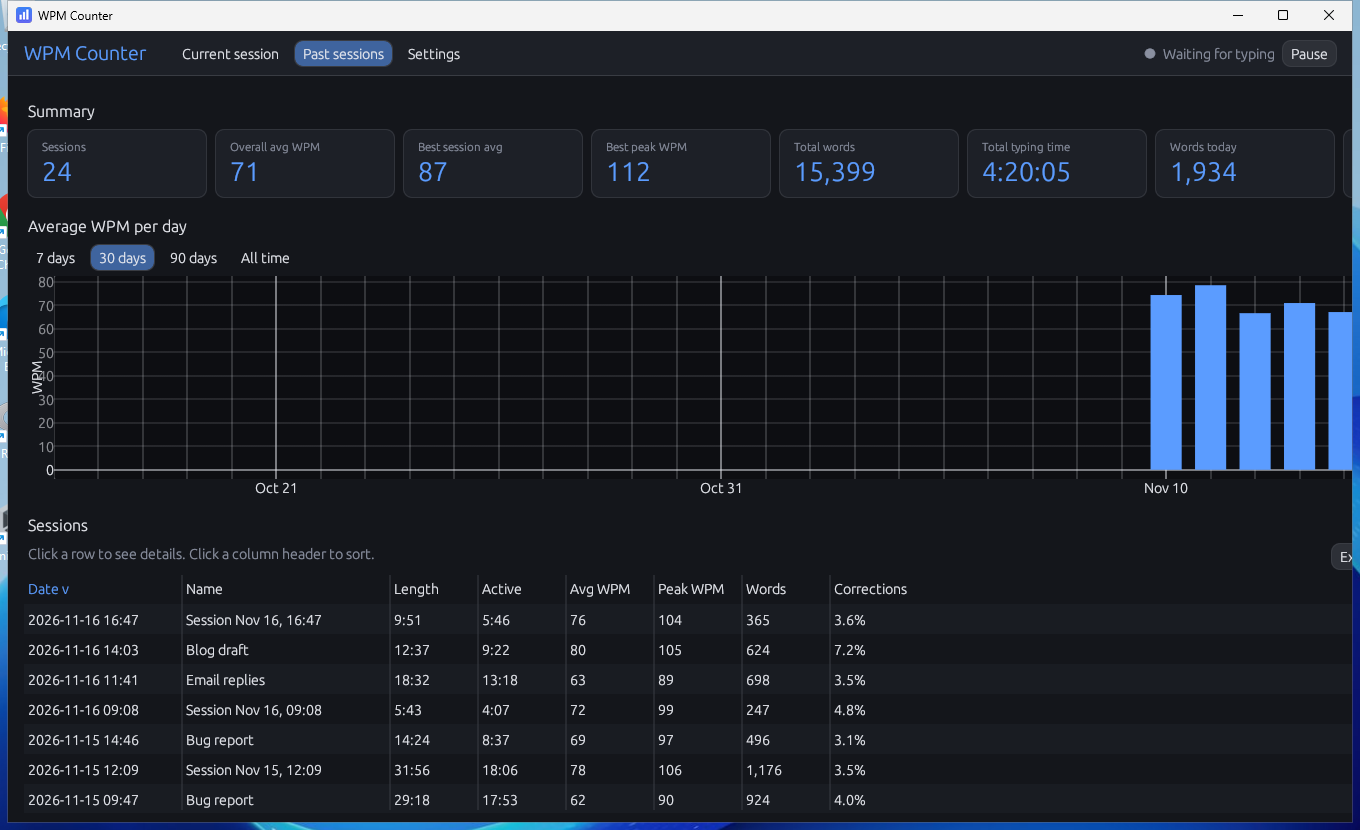 WPM Counter
WPM Counter Current session Past sessions Settings Waiting for typing Pause
Summary
Sessions Overall avg WPM Best session avg Best peak WPM Total words Total typing time Words today
24 71 87 112 15,399 4:20:05 1,934
Average WPM per day
7 days 30 days 90 days All time
80
70
60
50
WPM
40
30
20
10
0
Oct 21 Oct 31 Nov 10
Sessions
Click a row to see details. Click a column header to sort. Ex
Date v Name Length Active Avg WPM Peak WPM Words Corrections
2026-11-16 16:47 Session Nov 16, 16:47 9:51 5:46 76 104 365 3.6%
2026-11-16 14:03 Blog draft 12:37 9:22 80 105 624 7.2%
2026-11-16 11:41 Email replies 18:32 13:18 63 89 698 3.5%
2026-11-16 09:08 Session Nov 16, 09:08 5:43 4:07 72 99 247 4.8%
2026-11-15 14:46 Bug report 14:24 8:37 69 97 496 3.1%
2026-11-15 12:09 Session Nov 15, 12:09 31:56 18:06 78 106 1,176 3.5%
2026-11-15 09:47 Bug report 29:18 17:53 62 90 924 4.0%